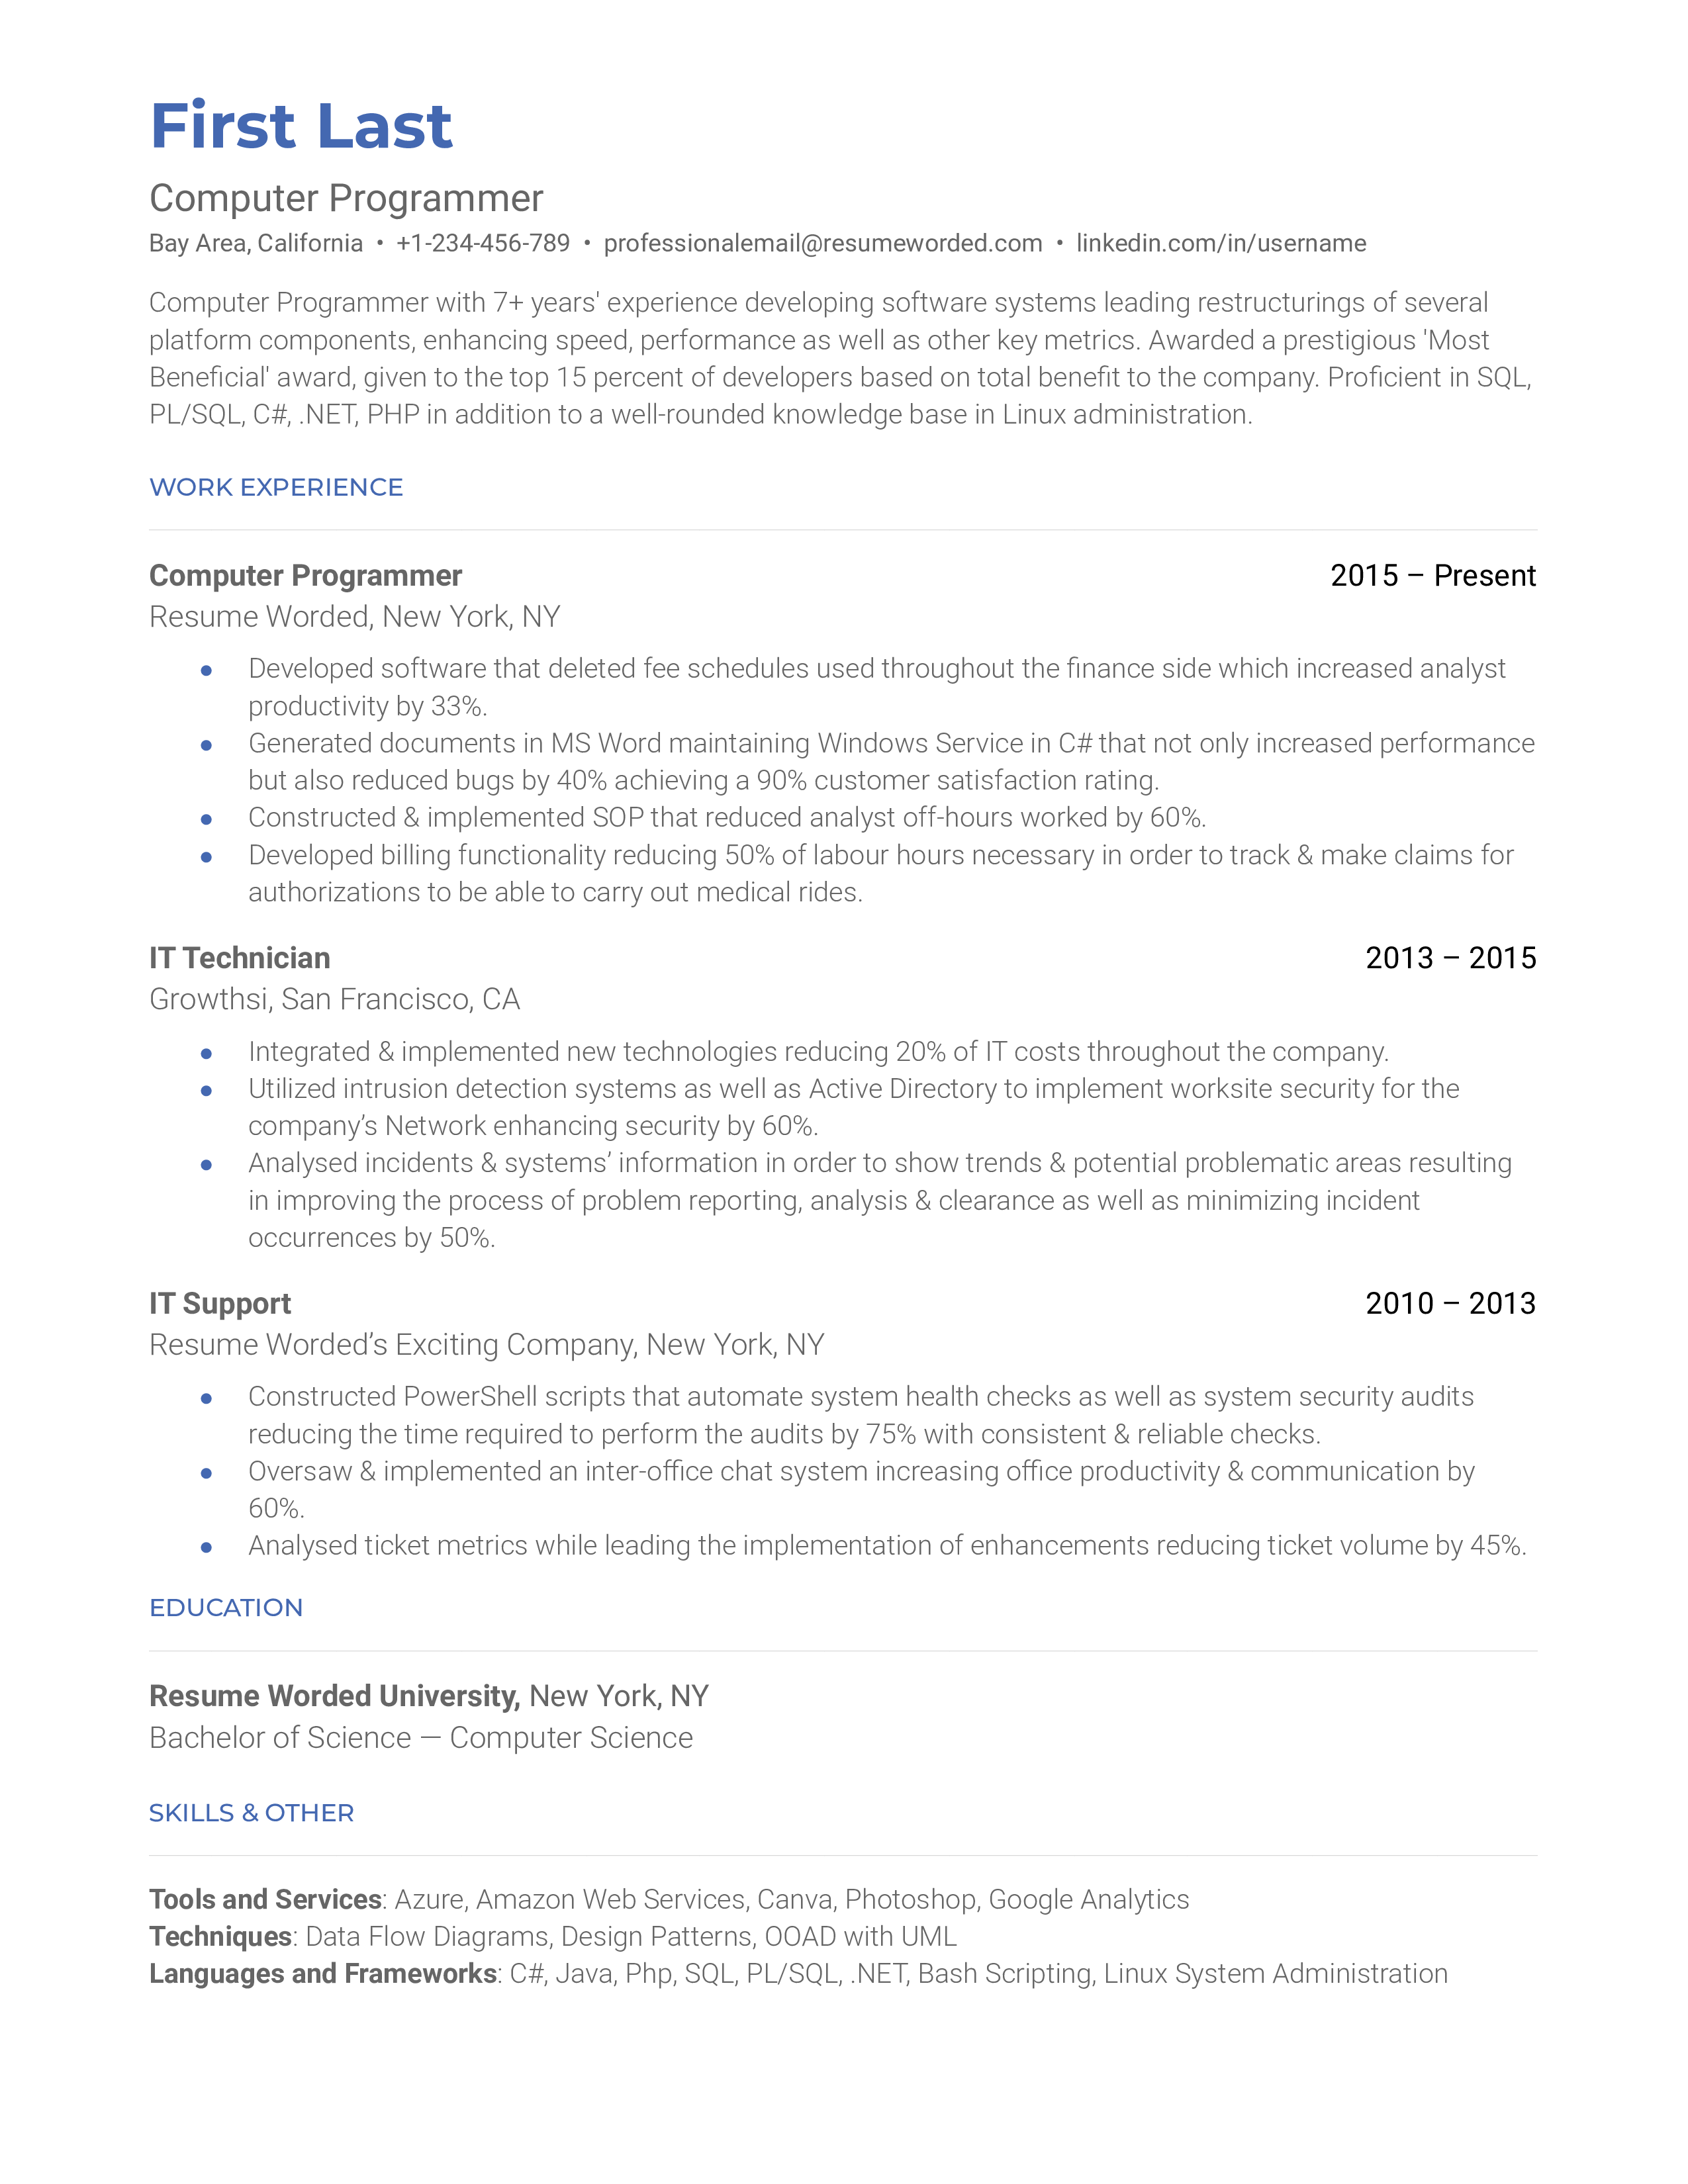 First Last
Computer Programmer
Bay Area, California • +1-234-456-789 • professionalemail@resumeworded.com • linkedin.com/in/username
Computer Programmer with 7+ years' experience developing software systems leading restructurings of several
platform components, enhancing speed, performance as well as other key metrics. Awarded a prestigious 'Most
Beneficial' award, given to the top 15 percent of developers based on total benefit to the company. Proficient in SQL,
PL/SQL, C#, .NET, PHP in addition to a well-rounded knowledge base in Linux administration.
WORK EXPERIENCE
Computer Programmer 2015 – Present
Resume Worded, New York, NY
● Developed software that deleted fee schedules used throughout the finance side which increased analyst
productivity by 33%.
● Generated documents in MS Word maintaining Windows Service in C# that not only increased performance
but also reduced bugs by 40% achieving a 90% customer satisfaction rating.
● Constructed & implemented SOP that reduced analyst off-hours worked by 60%.
● Developed billing functionality reducing 50% of labour hours necessary in order to track & make claims for
authorizations to be able to carry out medical rides.
IT Technician 2013 – 2015
Growthsi, San Francisco, CA
● Integrated & implemented new technologies reducing 20% of IT costs throughout the company.
● Utilized intrusion detection systems as well as Active Directory to implement worksite security for the
company’s Network enhancing security by 60%.
● Analysed incidents & systems’ information in order to show trends & potential problematic areas resulting
in improving the process of problem reporting, analysis & clearance as well as minimizing incident
occurrences by 50%.
IT Support 2010 – 2013
Resume Worded’s Exciting Company, New York, NY
● Constructed PowerShell scripts that automate system health checks as well as system security audits
reducing the time required to perform the audits by 75% with consistent & reliable checks.
● Oversaw & implemented an inter-office chat system increasing office productivity & communication by
60%.
● Analysed ticket metrics while leading the implementation of enhancements reducing ticket volume by 45%.
EDUCATION
Resume Worded University, New York, NY
Bachelor of Science — Computer Science
SKILLS & OTHER
Tools and Services: Azure, Amazon Web Services, Canva, Photoshop, Google Analytics
Techniques: Data Flow Diagrams, Design Patterns, OOAD with UML
Languages and Frameworks: C#, Java, Php, SQL, PL/SQL, .NET, Bash Scripting, Linux System Administration